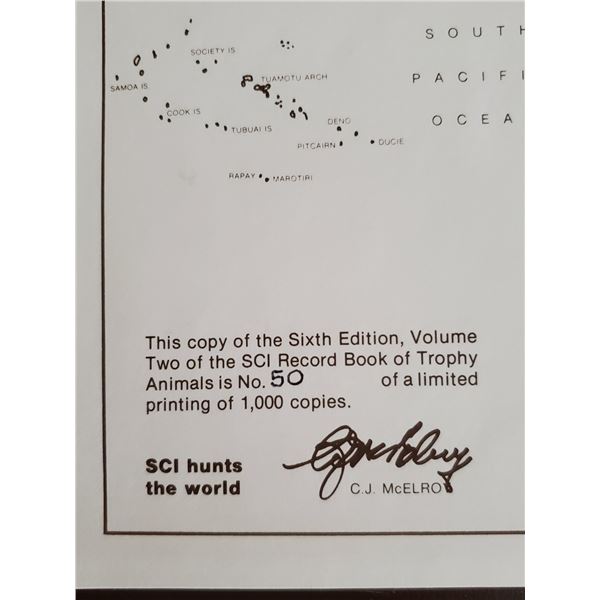 SOUTH
SOCIETY IS
TUAMOTU ARCH
PACIFI
SAMOA IS
COOK IS
TUBUAI IS
DENO
OCEA
PITCAIRN
DUCIE
RAPAY
MAROTIRI
This copy of the Sixth Edition, Volume
Two of the SCI Record Book of Trophy
Animals is No. 50 of a limited
printing of 1,000 copies.
SCI hunts
the world
C.J. McELROY